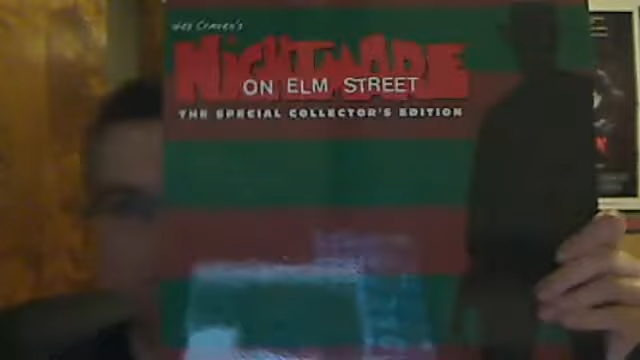 Wes Craven's
NIGHTMARE
ON ELM STREET
THE SPECIAL COLLECTOR'S EDITION